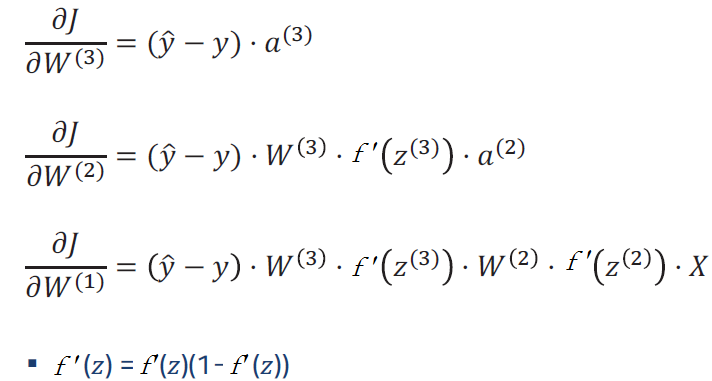 ∂J/∂W⁽³⁾ = (ŷ − y) · a⁽³⁾
∂J/∂W⁽²⁾ = (ŷ − y) · W⁽³⁾ · f′(z⁽³⁾) · a⁽²⁾
∂J/∂W⁽¹⁾ = (ŷ − y) · W⁽³⁾ · f′(z⁽³⁾) · W⁽²⁾ · f′(z⁽²⁾) · X
▪ f′(z) = f′(z)(1- f′(z))